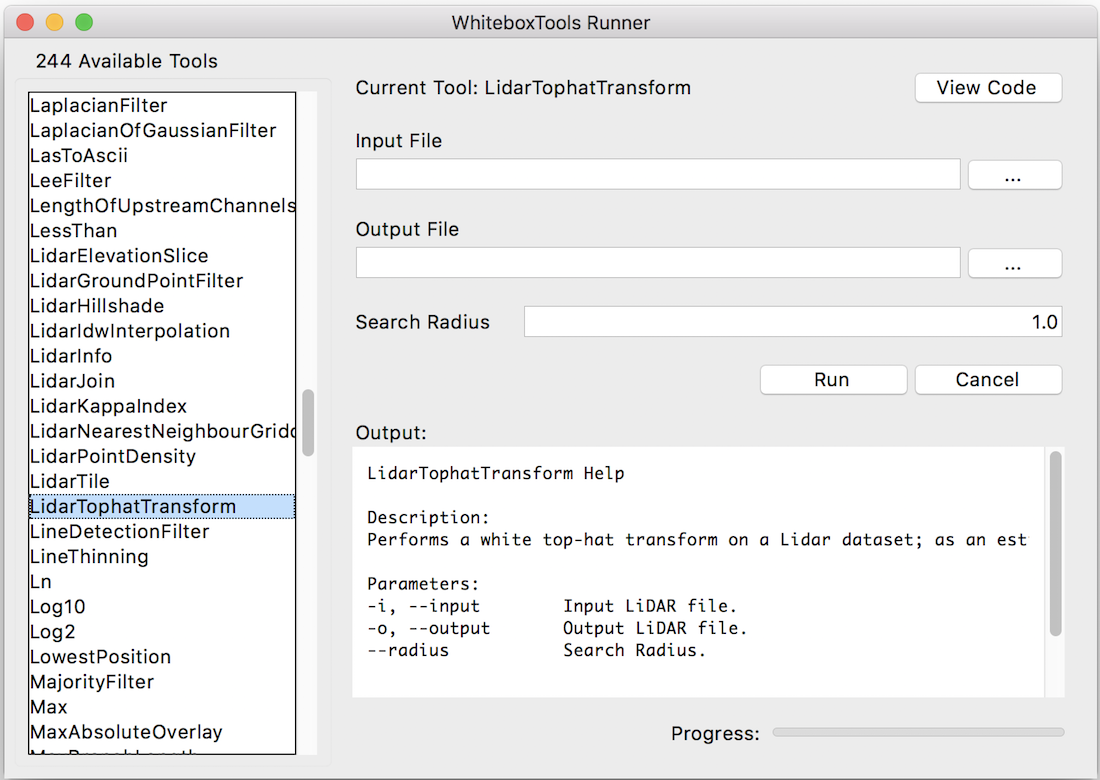 WhiteboxTools Runner
244 Available Tools
LaplacianFilter
LaplacianOfGaussianFilter
LasToAscii
LeeFilter
LengthOfUpstreamChannels
LessThan
LidarElevationSlice
LidarGroundPointFilter
LidarHillshade
LidarIdwInterpolation
LidarInfo
LidarJoin
LidarKappaIndex
LidarNearestNeighbourGridd
LidarPointDensity
LidarTile
LidarTophatTransform
LineDetectionFilter
LineThinning
Ln
Log10
Log2
LowestPosition
MajorityFilter
Max
MaxAbsoluteOverlay
Current Tool: LidarTophatTransform
View Code
Input File
...
Output File
...
Search Radius
1.0
Run
Cancel
Output:
LidarTophatTransform Help
Description:
Performs a white top-hat transform on a Lidar dataset; as an est
Parameters:
-i, --input Input LiDAR file.
-o, --output Output LiDAR file.
--radius Search Radius.
Progress: